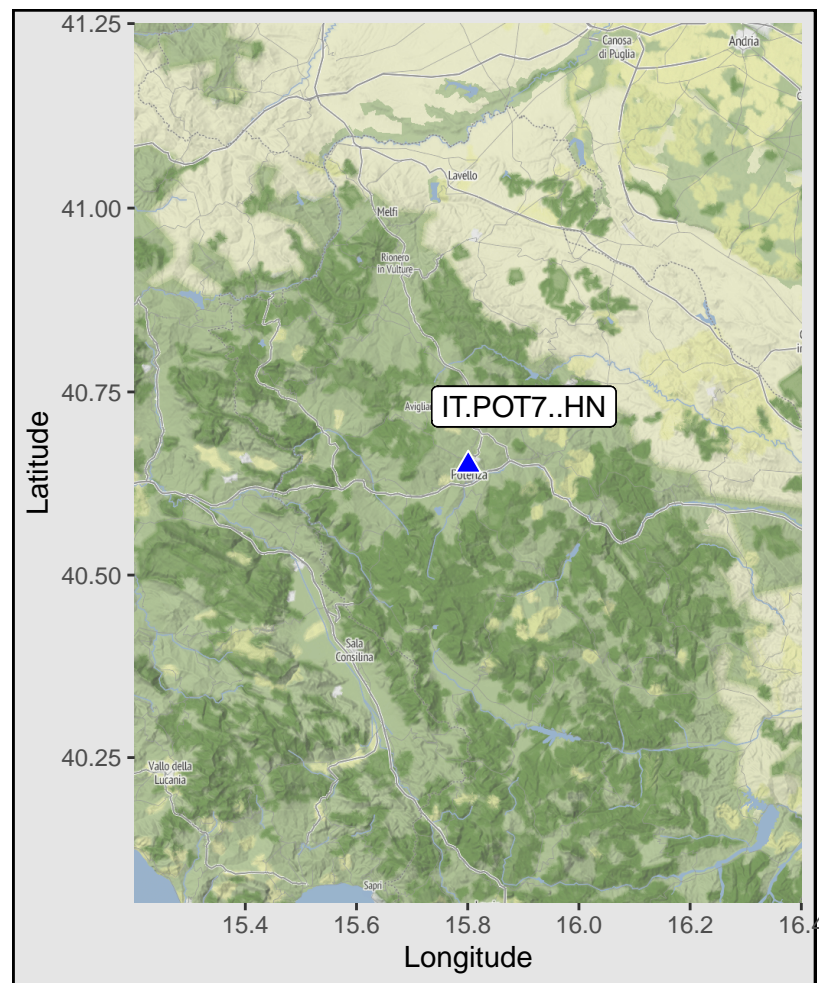 41.25
41.00
40.75
40.50
40.25
Latitude
Canosa
di Puglia
Andria
Lavello
Melfi
Rionero
in Vulture
IT.POT7..HN
Potenza
Sala
Consilina
Vallo della
Lucania
Sapri
15.4
15.6
15.8
16.0
16.2
16.4
Longitude